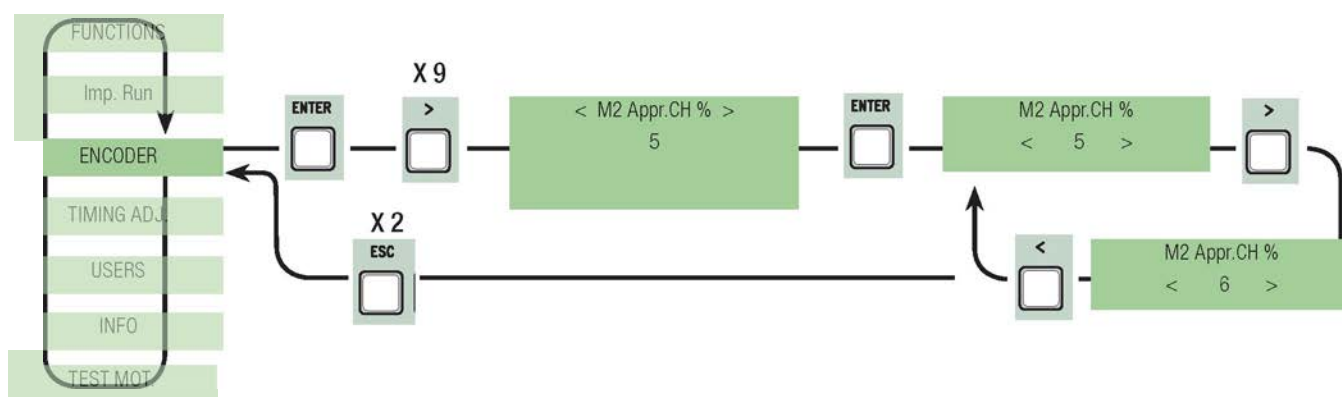 FUNCTIONS
Imp. Run
ENCODER
TIMING ADJ.
USERS
INFO
TEST MOT.
ENTER
X 9
>
< M2 Appr.CH % >
5
ENTER
M2 Appr.CH %
< 5 >
>
X 2
ESC
<
M2 Appr.CH %
< 6 >